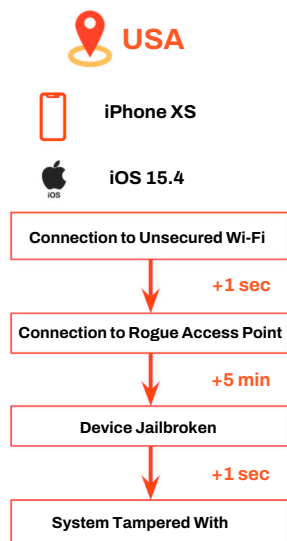 USA
iPhone XS
iOS
iOS 15.4
Connection to Unsecured Wi-Fi
+1 sec
Connection to Rogue Access Point
+5 min
Device Jailbroken
+1 sec
System Tampered With